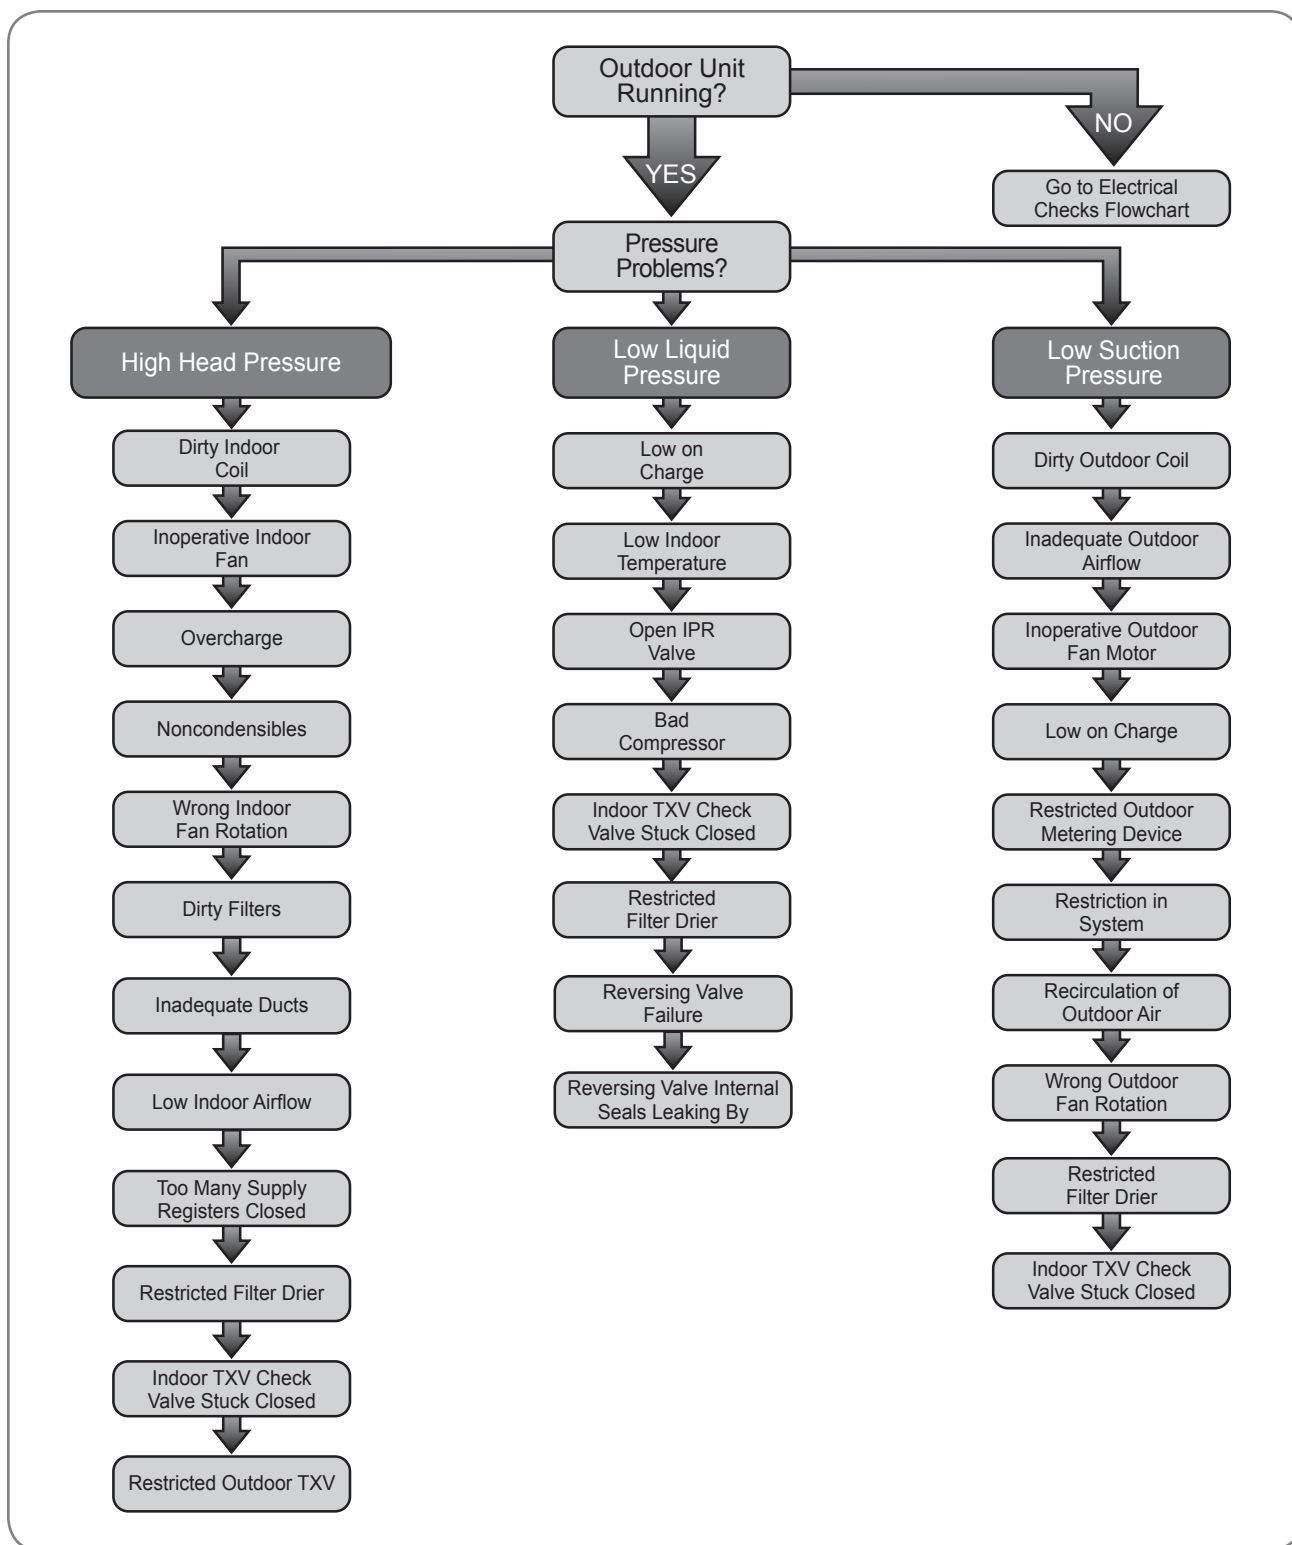 Outdoor Unit
Running?
NO
YES
Go to Electrical
Checks Flowchart
Pressure
Problems?
High Head Pressure
Dirty Indoor
Coil
Inoperative Indoor
Fan
Overcharge
Noncondensibles
Wrong Indoor
Fan Rotation
Dirty Filters
Inadequate Ducts
Low Indoor Airflow
Too Many Supply
Registers Closed
Restricted Filter Drier
Indoor TXV Check
Valve Stuck Closed
Restricted Outdoor TXV
Low Liquid
Pressure
Low on
Charge
Low Indoor
Temperature
Open IPR
Valve
Bad
Compressor
Indoor TXV Check
Valve Stuck Closed
Restricted
Filter Drier
Reversing Valve
Failure
Reversing Valve Internal
Seals Leaking By
Low Suction
Pressure
Dirty Outdoor Coil
Inadequate Outdoor
Airflow
Inoperative Outdoor
Fan Motor
Low on Charge
Restricted Outdoor
Metering Device
Restriction in
System
Recirculation of
Outdoor Air
Wrong Outdoor
Fan Rotation
Restricted
Filter Drier
Indoor TXV Check
Valve Stuck Closed